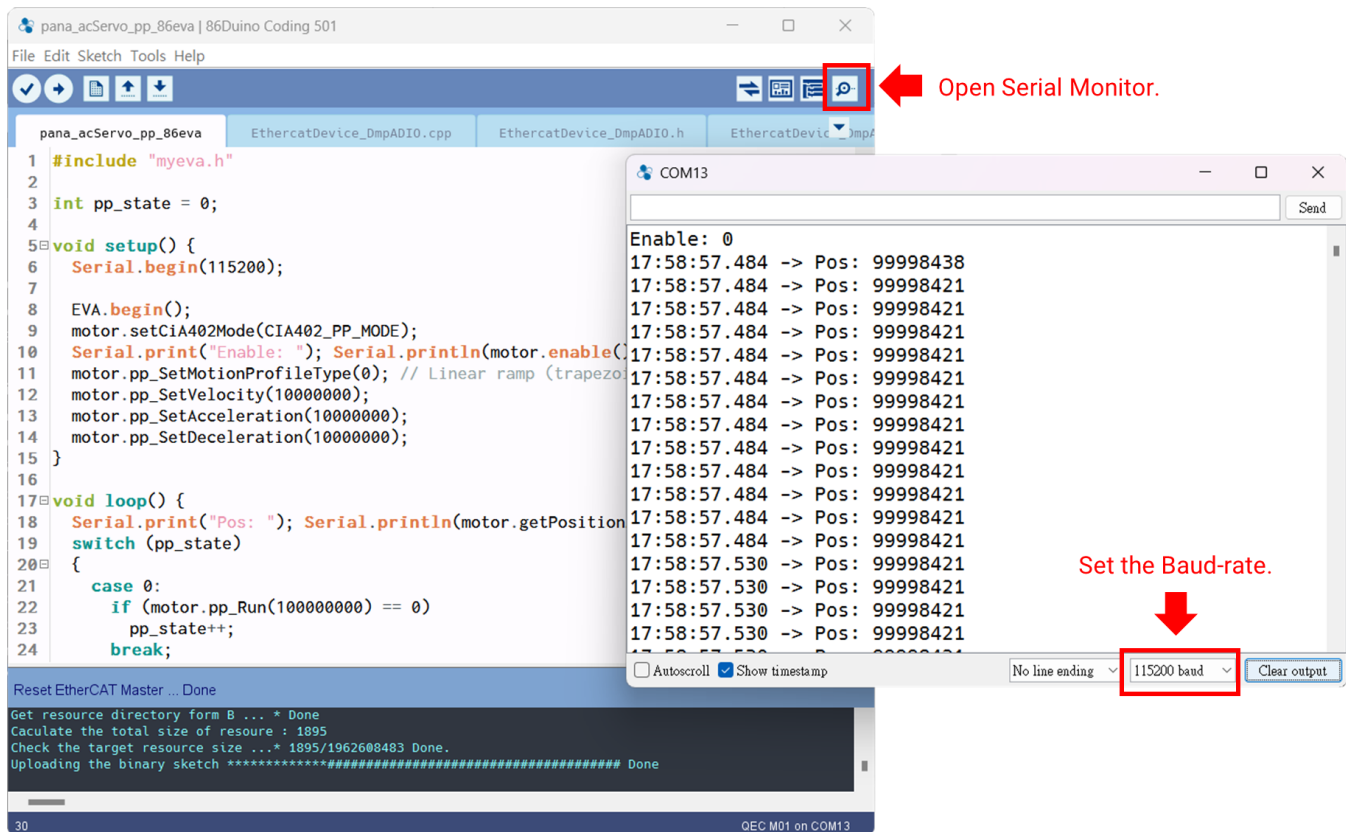 pana_acServo_pp_86eva | 86Duino Coding 501
File Edit Sketch Tools Help
Open Serial Monitor.
pana_acServo_pp_86eva
EthercatDevice_DmpADIO.cpp
EthercatDevice_DmpADIO.h
EthercatDevic
DmpA
1 #include "myeva.h"
2
3 int pp_state = 0;
4
5 void setup() {
6 Serial.begin(115200);
7
8 EVA.begin();
9 motor.setCiA402Mode(CIA402_PP_MODE);
10 Serial.print("Enable: "); Serial.println(motor.enable()
11 motor.pp_SetMotionProfileType(0); // Linear ramp (trapezoi
12 motor.pp_SetVelocity(10000000);
13 motor.pp_SetAcceleration(10000000);
14 motor.pp_SetDeceleration(10000000);
15 }
16
17 void loop() {
18 Serial.print("Pos: "); Serial.println(motor.getPosition
19 switch (pp_state)
20 {
21 case 0:
22 if (motor.pp_Run(100000000) == 0)
23 pp_state++;
24 break;
COM13
Send
Enable: 0
17:58:57.484 -> Pos: 99998438
17:58:57.484 -> Pos: 99998421
17:58:57.484 -> Pos: 99998421
17:58:57.484 -> Pos: 99998421
17:58:57.484 -> Pos: 99998421
17:58:57.484 -> Pos: 99998421
17:58:57.484 -> Pos: 99998421
17:58:57.484 -> Pos: 99998421
17:58:57.484 -> Pos: 99998421
17:58:57.484 -> Pos: 99998421
17:58:57.484 -> Pos: 99998421
17:58:57.484 -> Pos: 99998421
17:58:57.484 -> Pos: 99998421
17:58:57.530 -> Pos: 99998421
17:58:57.530 -> Pos: 99998421
17:58:57.530 -> Pos: 99998421
17:58:57.530 -> Pos: 99998421
Set the Baud-rate.
Autoscroll Show timestamp
No line ending
115200 baud
Clear output
Reset EtherCAT Master ... Done
Get resource directory form B ... * Done
Caculate the total size of resoure : 1895
Check the target resource size ...* 1895/1962608483 Done.
Uploading the binary sketch *************###################################### Done
30
QEC M01 on COM13